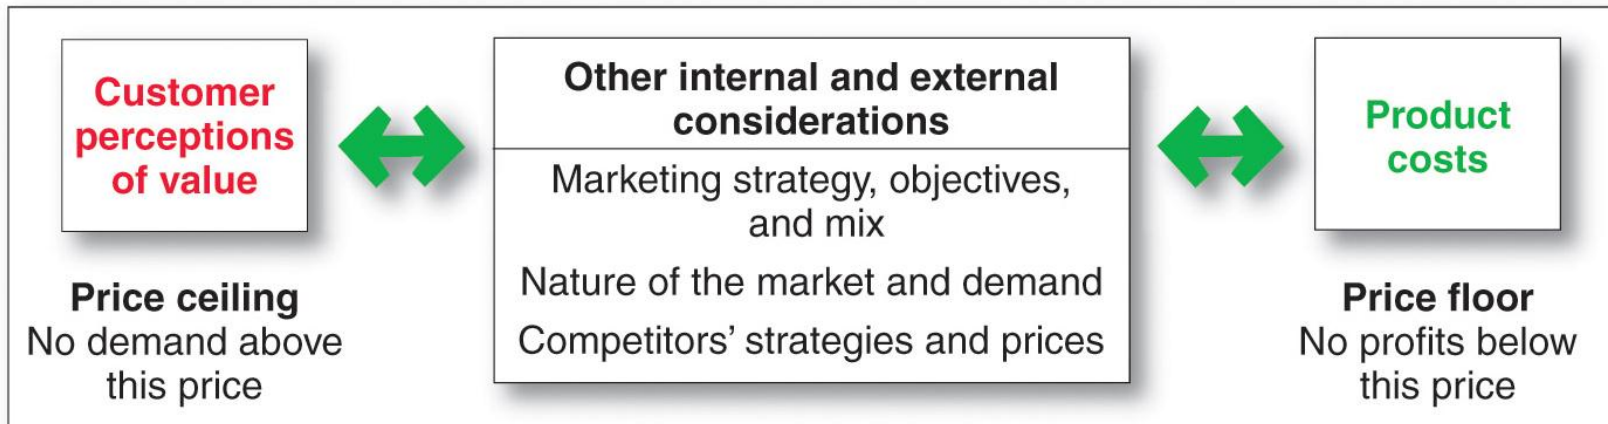 Customer
perceptions
of value
Price ceiling
No demand above
this price
Other internal and external
considerations
Marketing strategy, objectives,
and mix
Nature of the market and demand
Competitors’ strategies and prices
Product
costs
Price floor
No profits below
this price